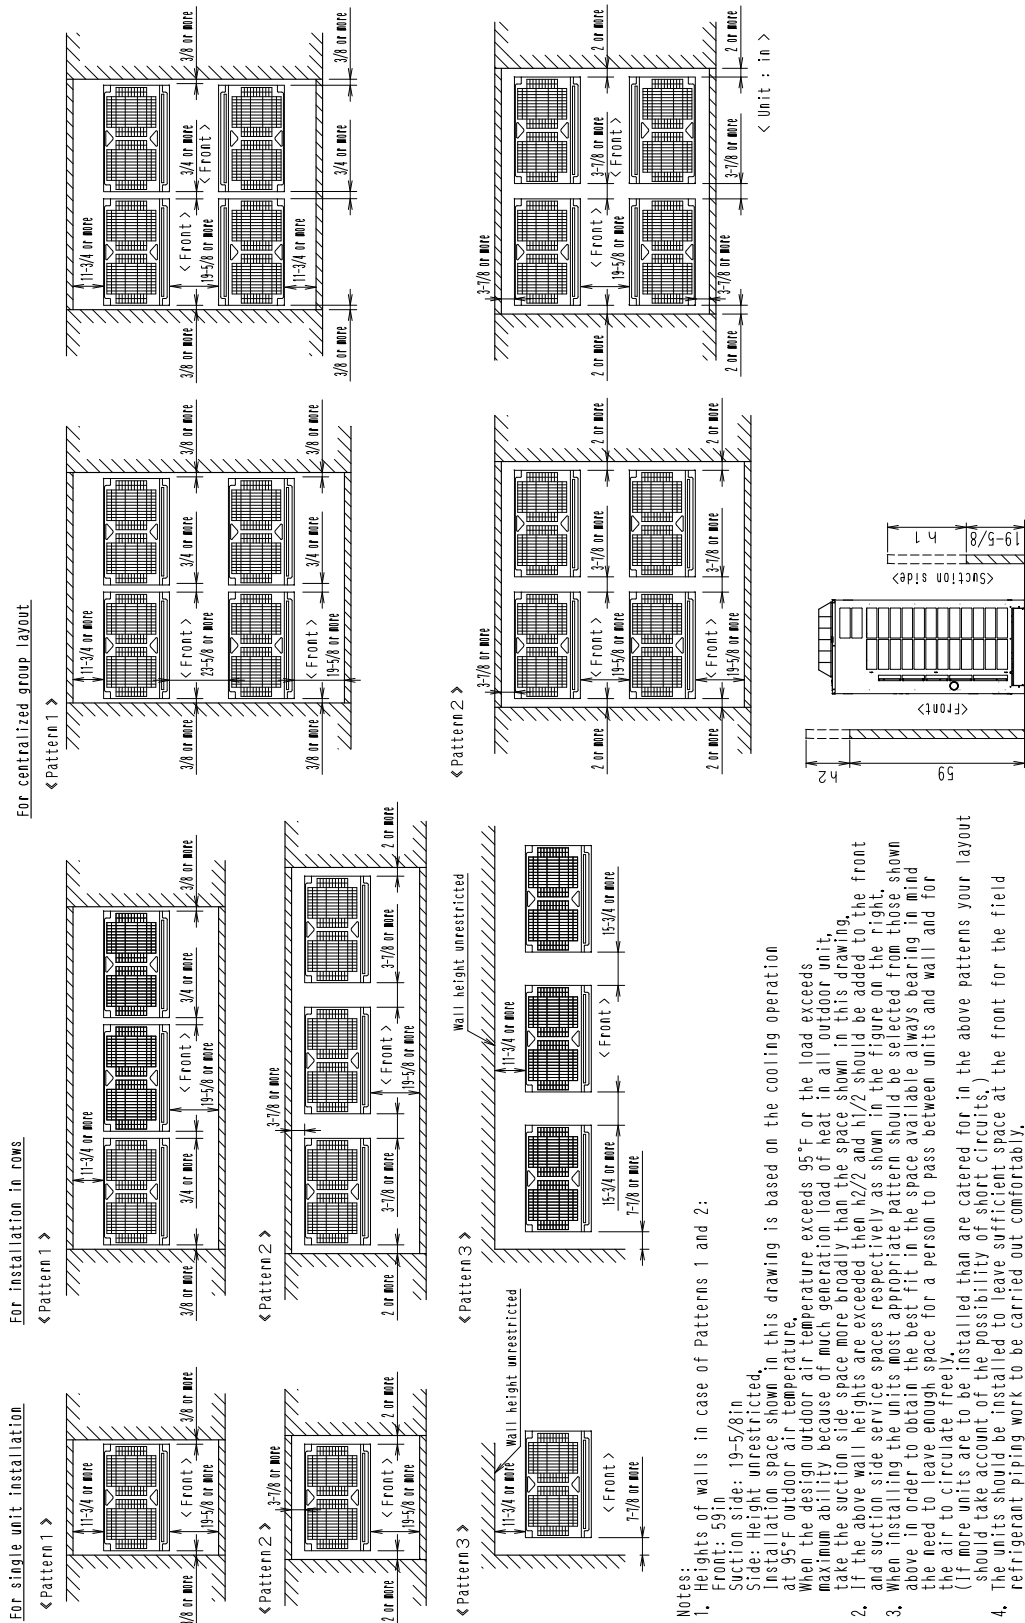 For single unit installation
≪Pattern1≫
11-3/4 or more
<Front>
19-5/8 or more
3/8 or more
3/8 or more
≪Pattern2≫
3-7/8 or more
<Front>
19-5/8 or more
2 or more
2 or more
≪Pattern3≫
Wall height unrestricted
11-3/4 or more
<Front>
7-7/8 or more
For installation in rows
≪Pattern1≫
11-3/4 or more
<Front>
19-5/8 or more
3/8 or more
3/4 or more
3/4 or more
3/8 or more
≪Pattern2≫
3-7/8 or more
<Front>
19-5/8 or more
2 or more
3-7/8 or more
3-7/8 or more
2 or more
≪Pattern3≫
Wall height unrestricted
11-3/4 or more
<Front>
15-3/4 or more
15-3/4 or more
7-7/8 or more
For centralized group layout
≪Pattern1≫
11-3/4 or more
<Front>
23-5/8 or more
3/8 or more
3/4 or more
3/8 or more
<Front>
19-5/8 or more
3/8 or more
3/4 or more
3/8 or more
11-3/4 or more
<Front>
19-5/8 or more
3/8 or more
3/4 or more
<Front>
3/8 or more
11-3/4 or more
3/8 or more
3/4 or more
3/8 or more
≪Pattern2≫
3-7/8 or more
<Front>
19-5/8 or more
2 or more
3-7/8 or more
2 or more
<Front>
19-5/8 or more
2 or more
3-7/8 or more
2 or more
3-7/8 or more
<Front>
19-5/8 or more
2 or more
3-7/8 or more
<Front>
2 or more
3-7/8 or more
2 or more
3-7/8 or more
2 or more
< Unit : in >
Notes:
1. Heights of walls in case of Patterns 1 and 2:
Front: 59in
Suction side: 19-5/8in
Side: Height unrestricted.
Installation space shown in this drawing is based on the cooling operation
at 95°F outdoor air temperature.
When the design outdoor air temperature exceeds 95°F or the load exceeds
maximum ability because of much generation load of heat in all outdoor unit,
take the suction side space more broadly than the space shown in this drawing.
2. If the above wall heights are exceeded then h2/2 and h1/2 should be added to the front
and suction side service spaces respectively as shown in the figure on the right.
3. When installing the units most appropriate pattern should be selected from those shown
above in order to obtain the best fit in the space available always bearing in mind
the need to leave enough space for a person to pass between units and wall and for
the air to circulate freely.
(If more units are to be installed than are catered for in the above patterns your layout
should take account of the possibility of short circuits.)
4. The units should be installed to leave sufficient space at the front for the field
refrigerant piping work to be carried out comfortably.
h2
59
<Front>
<Suction side>
h1
19-5/8